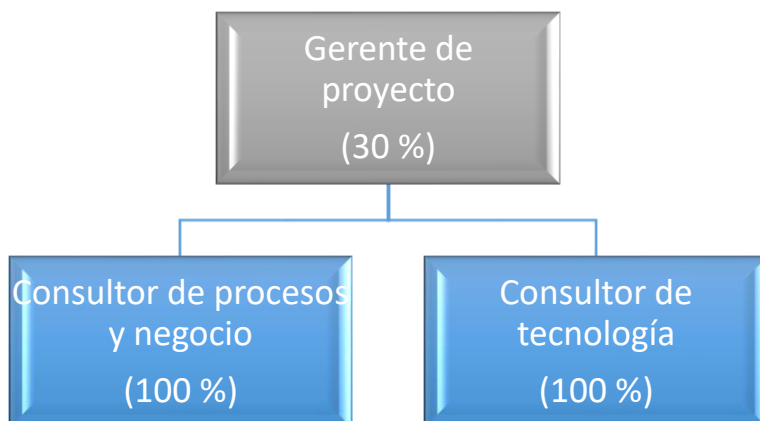 Gerente de
proyecto
(30 %)
Consultor de procesos
y negocio
(100 %)
Consultor de
tecnología
(100 %)